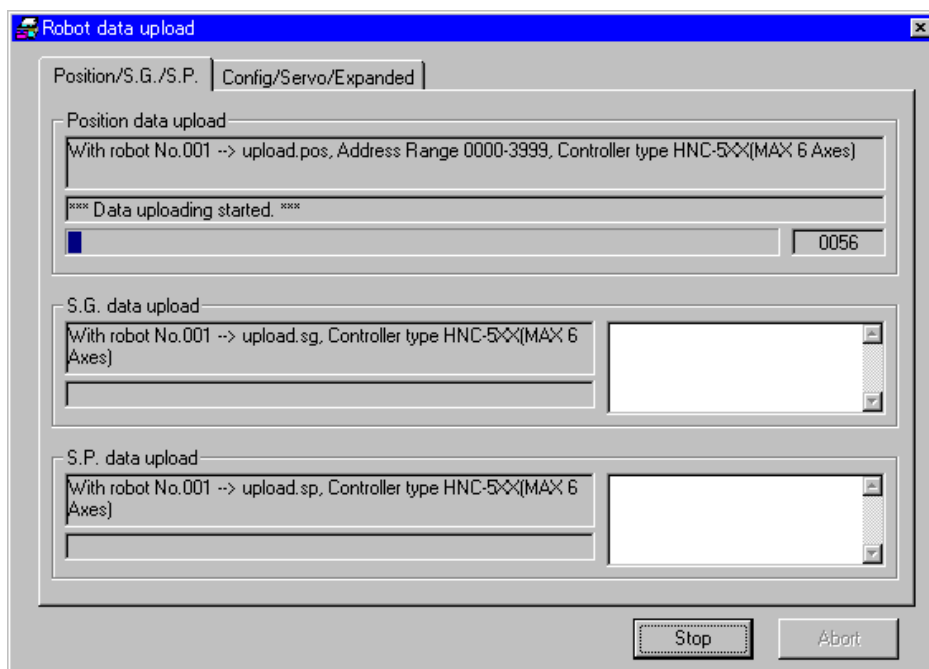 Robot data upload
Position/S.G./S.P.
Config/Servo/Expanded
Position data upload
With robot No.001 --> upload.pos, Address Range 0000-3999, Controller type HNC-5XX(MAX 6 Axes)
*** Data uploading started. ***
0056
S.G. data upload
With robot No.001 --> upload.sg, Controller type HNC-5XX(MAX 6
Axes)
S.P. data upload
With robot No.001 --> upload.sp, Controller type HNC-5XX(MAX 6
Axes)
Stop
Abort